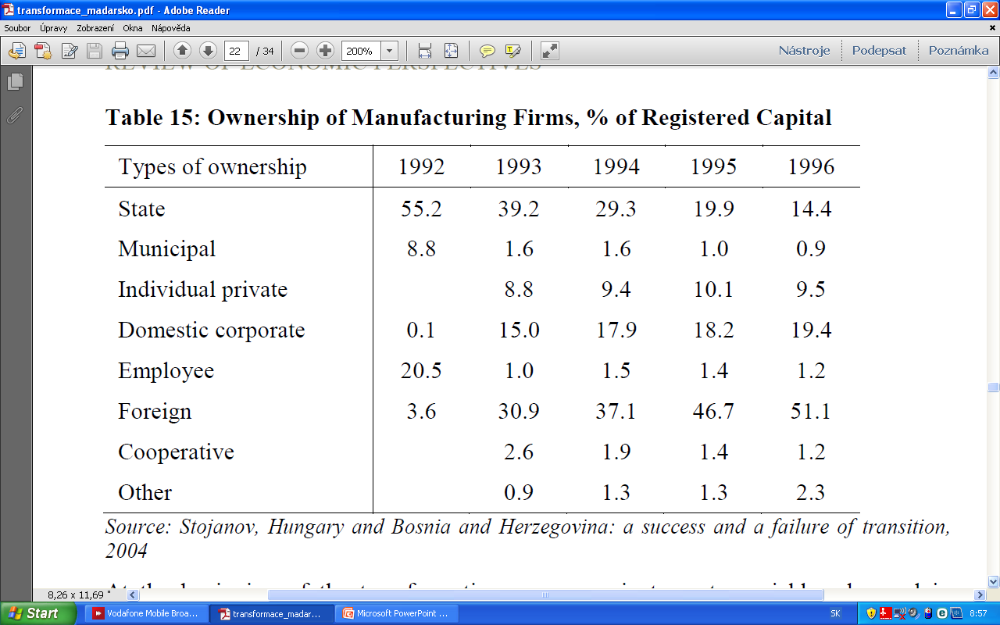 transformace_madarsko.pdf - Adobe Reader
Soubor Úpravy Zobrazení Okna Nápověda
22 / 34 200% Nástroje Podepsat Poznámka
REVIEW OF ECONOMIC PERSPECTIVES
Table 15: Ownership of Manufacturing Firms, % of Registered Capital
Types of ownership 1992 1993 1994 1995 1996
State 55.2 39.2 29.3 19.9 14.4
Municipal 8.8 1.6 1.6 1.0 0.9
Individual private 8.8 9.4 10.1 9.5
Domestic corporate 0.1 15.0 17.9 18.2 19.4
Employee 20.5 1.0 1.5 1.4 1.2
Foreign 3.6 30.9 37.1 46.7 51.1
Cooperative 2.6 1.9 1.4 1.2
Other 0.9 1.3 1.3 2.3
Source: Stojanov, Hungary and Bosnia and Herzegovina: a success and a failure of transition,
2004
8,26 x 11,69 "
Start Vodafone Mobile Broa... transformace_madar... Microsoft PowerPoint ... SK 8:57